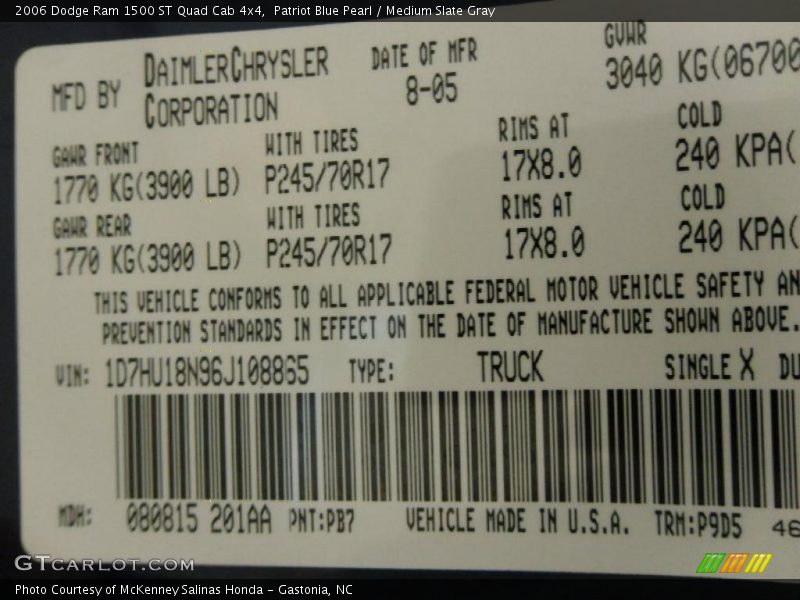 2006 Dodge Ram 1500 ST Quad Cab 4x4, Patriot Blue Pearl / Medium Slate Gray
MFD BY DAIMLERCHRYSLER CORPORATION
DATE OF MFR 8-05
GVWR 3040 KG(06700
GAWR FRONT WITH TIRES RIMS AT COLD
1770 KG(3900 LB) P245/70R17 17X8.0 240 KPA(
GAWR REAR WITH TIRES RIMS AT COLD
1770 KG(3900 LB) P245/70R17 17X8.0 240 KPA(
THIS VEHICLE CONFORMS TO ALL APPLICABLE FEDERAL MOTOR VEHICLE SAFETY AN
PREVENTION STANDARDS IN EFFECT ON THE DATE OF MANUFACTURE SHOWN ABOVE.
VIN: 1D7HU18N96J108865 TYPE: TRUCK SINGLE X DU
MDH: 080815 201AA PNT:PB7 VEHICLE MADE IN U.S.A. TRM:P9D5 46
GTCARLOT.COM
Photo Courtesy of McKenney Salinas Honda - Gastonia, NC